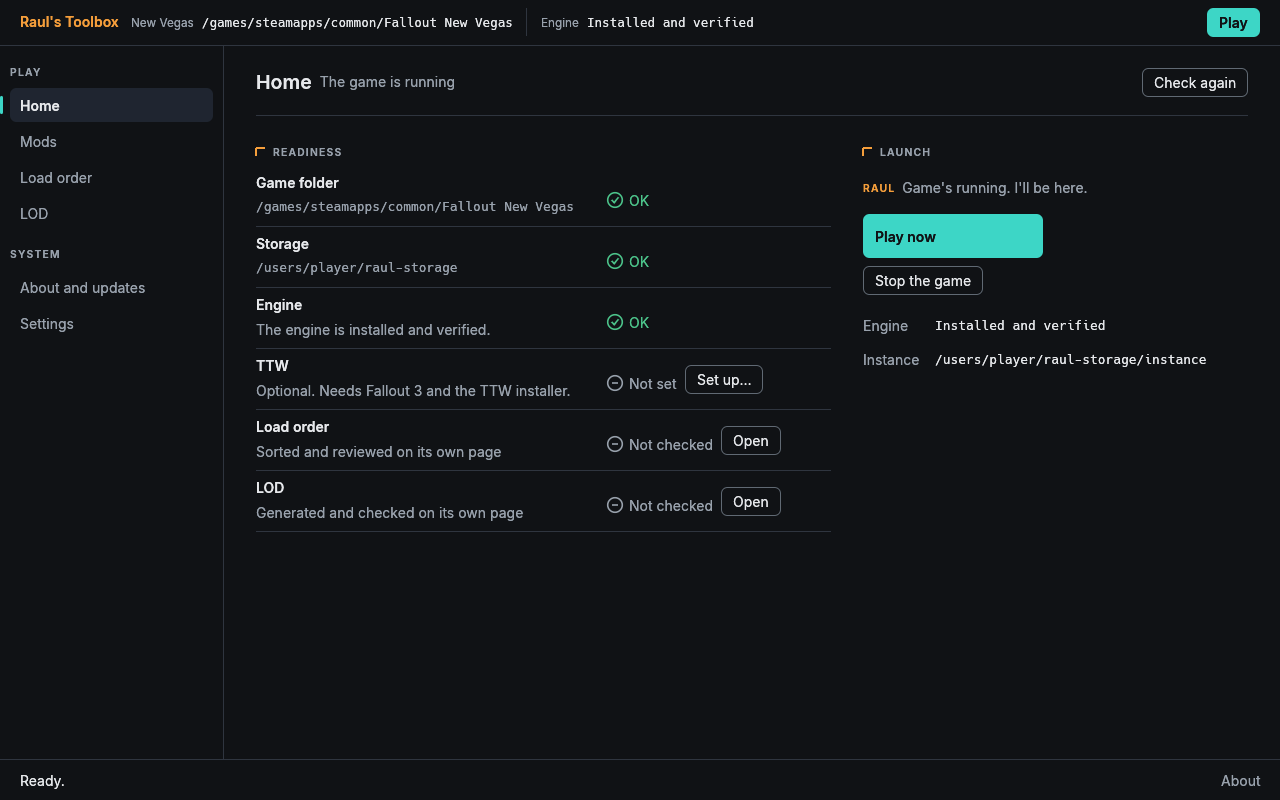 Raul's Toolbox New Vegas /games/steamapps/common/Fallout New Vegas Engine Installed and verified Play
PLAY
Home
Mods
Load order
LOD
SYSTEM
About and updates
Settings
Home The game is running Check again
READINESS
Game folder
/games/steamapps/common/Fallout New Vegas OK
Storage
/users/player/raul-storage OK
Engine
The engine is installed and verified. OK
TTW
Optional. Needs Fallout 3 and the TTW installer. Not set Set up...
Load order
Sorted and reviewed on its own page Not checked Open
LOD
Generated and checked on its own page Not checked Open
LAUNCH
RAUL Game's running. I'll be here.
Play now
Stop the game
Engine Installed and verified
Instance /users/player/raul-storage/instance
Ready. About